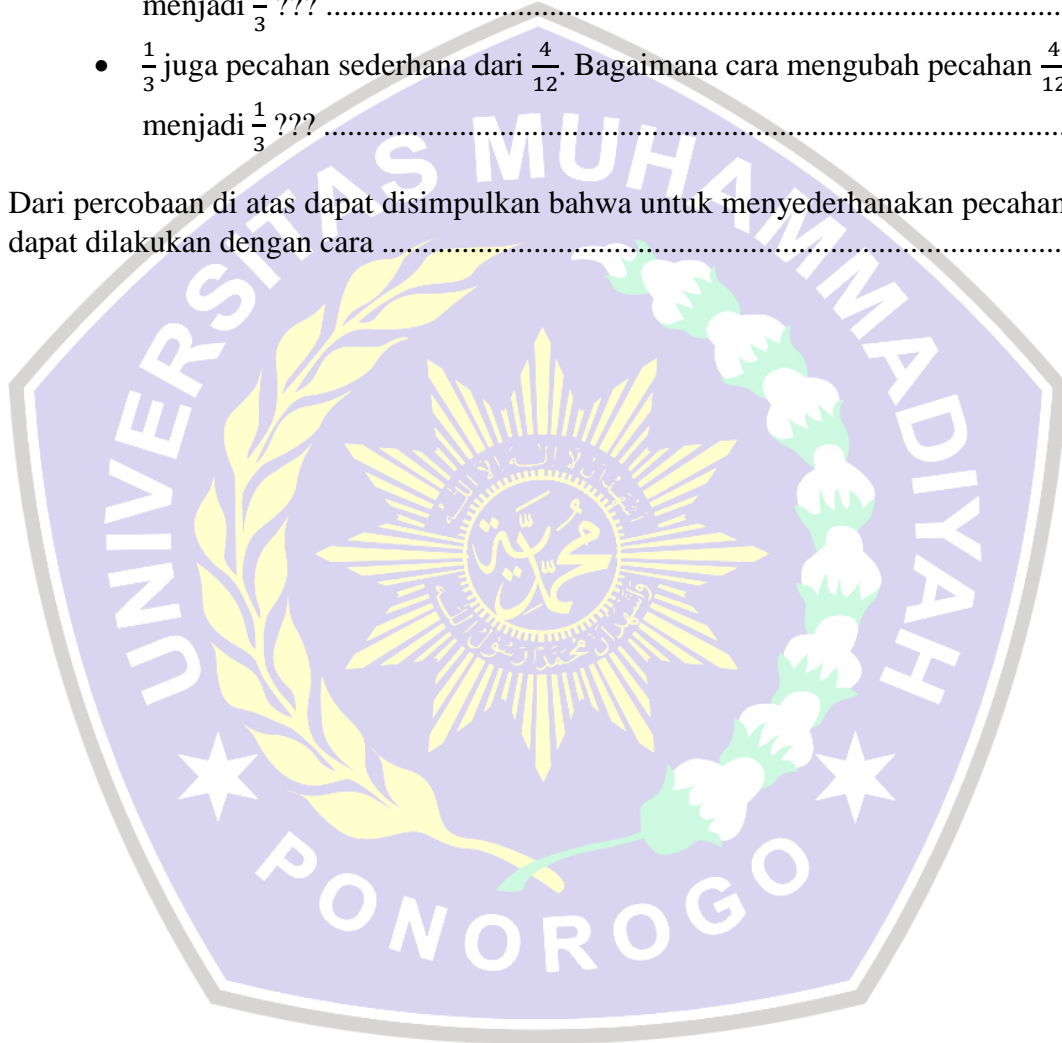 menjadi 1/3 ??? ..........................................................................................
• 1/3 juga pecahan sederhana dari 4/12. Bagaimana cara mengubah pecahan 4/12
menjadi 1/3 ??? ..........................................................................................
Dari percobaan di atas dapat disimpulkan bahwa untuk menyederhanakan pecahan
dapat dilakukan dengan cara ....................................................................................
UNIVERSITAS MUHAMMADIYAH
PONOROGO
محمدية